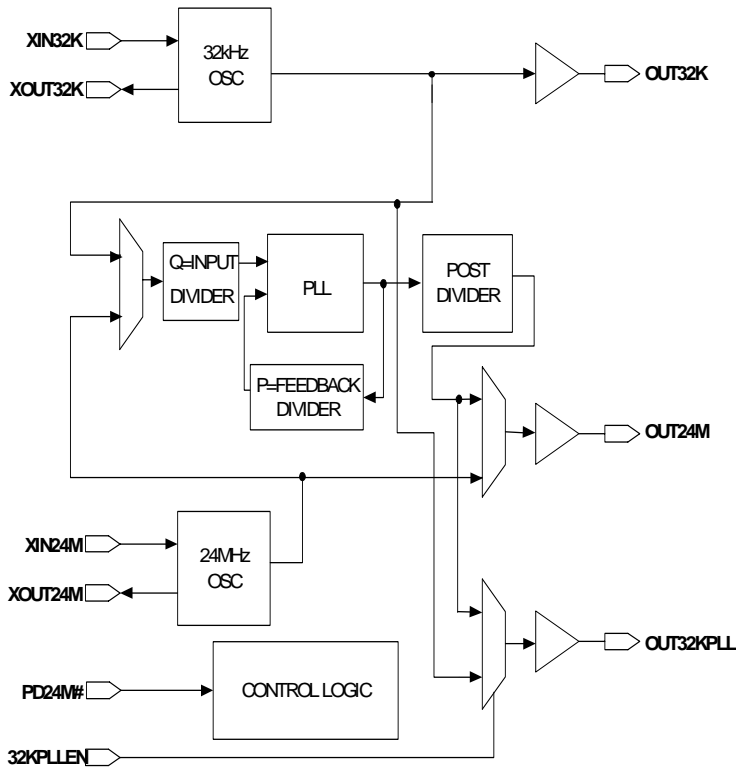 XIN32K
XOUT32K
32kHz
OSC
OUT32K
Q=INPUT
DIVIDER
PLL
POST
DIVIDER
P=FEEDBACK
DIVIDER
OUT24M
XIN24M
XOUT24M
24MHz
OSC
OUT32KPLL
PD24M#
CONTROL LOGIC
32KPLLEN